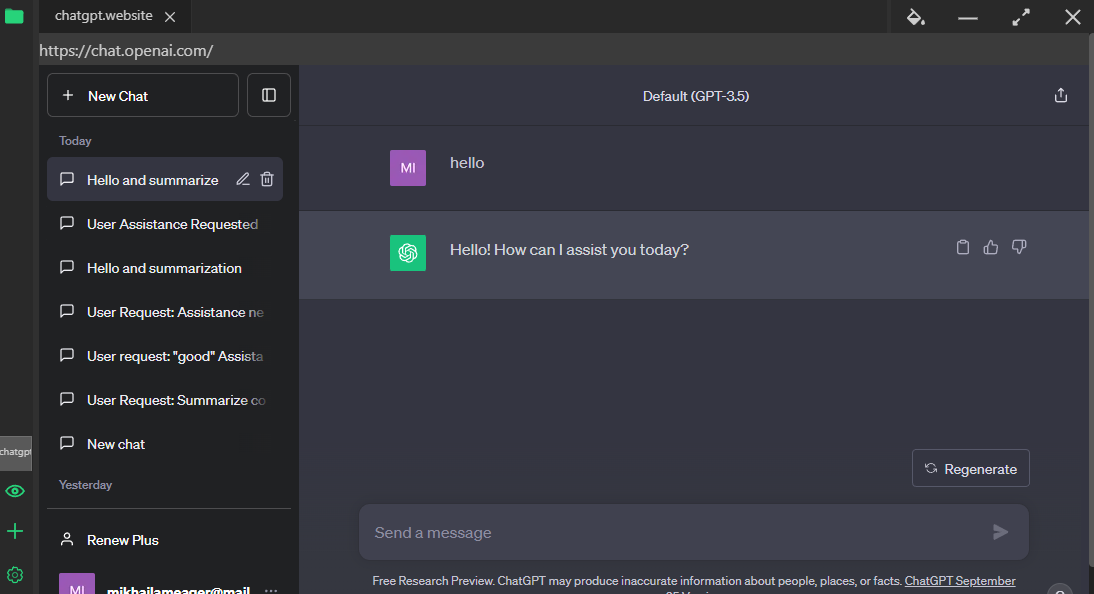 chatgpt.website
https://chat.openai.com/
New Chat
Default (GPT-3.5)
Today
Hello and summarize
User Assistance Requested
Hello and summarization
User Request: Assistance ne
User request: "good" Assista
User Request: Summarize co
New chat
Yesterday
Renew Plus
MI
mikhailameager@mail
chatgpt
MI
hello
Hello! How can I assist you today?
Regenerate
Send a message
Free Research Preview. ChatGPT may produce inaccurate information about people, places, or facts. ChatGPT September